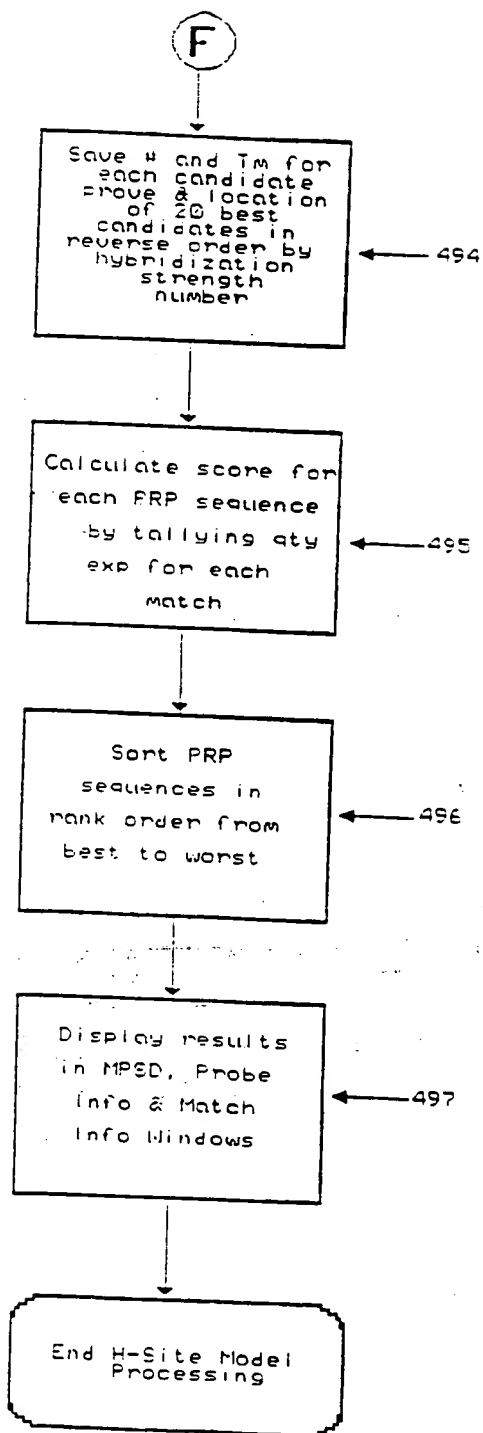 F
Save # and Tm for
each candidate
prove & location
of 20 best
candidates in
reverse order by
hybridization
strength
number
494
Calculate score for
each PRP sequence
by tallying qty
exp for each
match
495
Sort PRP
sequences in
rank order from
best to worst
496
Display results
in MPSD, Probe
Info & Match
Info Windows
497
End H-Site Model
Processing